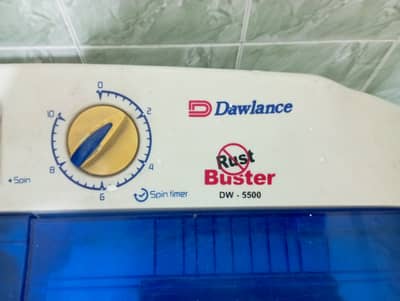 0
2
4
6
8
10
Spin
Spin timer
Dawlance
Rust
Buster
DW - 5500